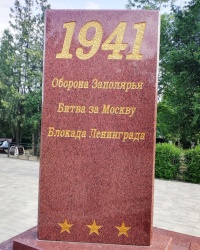 1941
Оборона Заполярья
Битва за Москву
Блокада Ленинграда